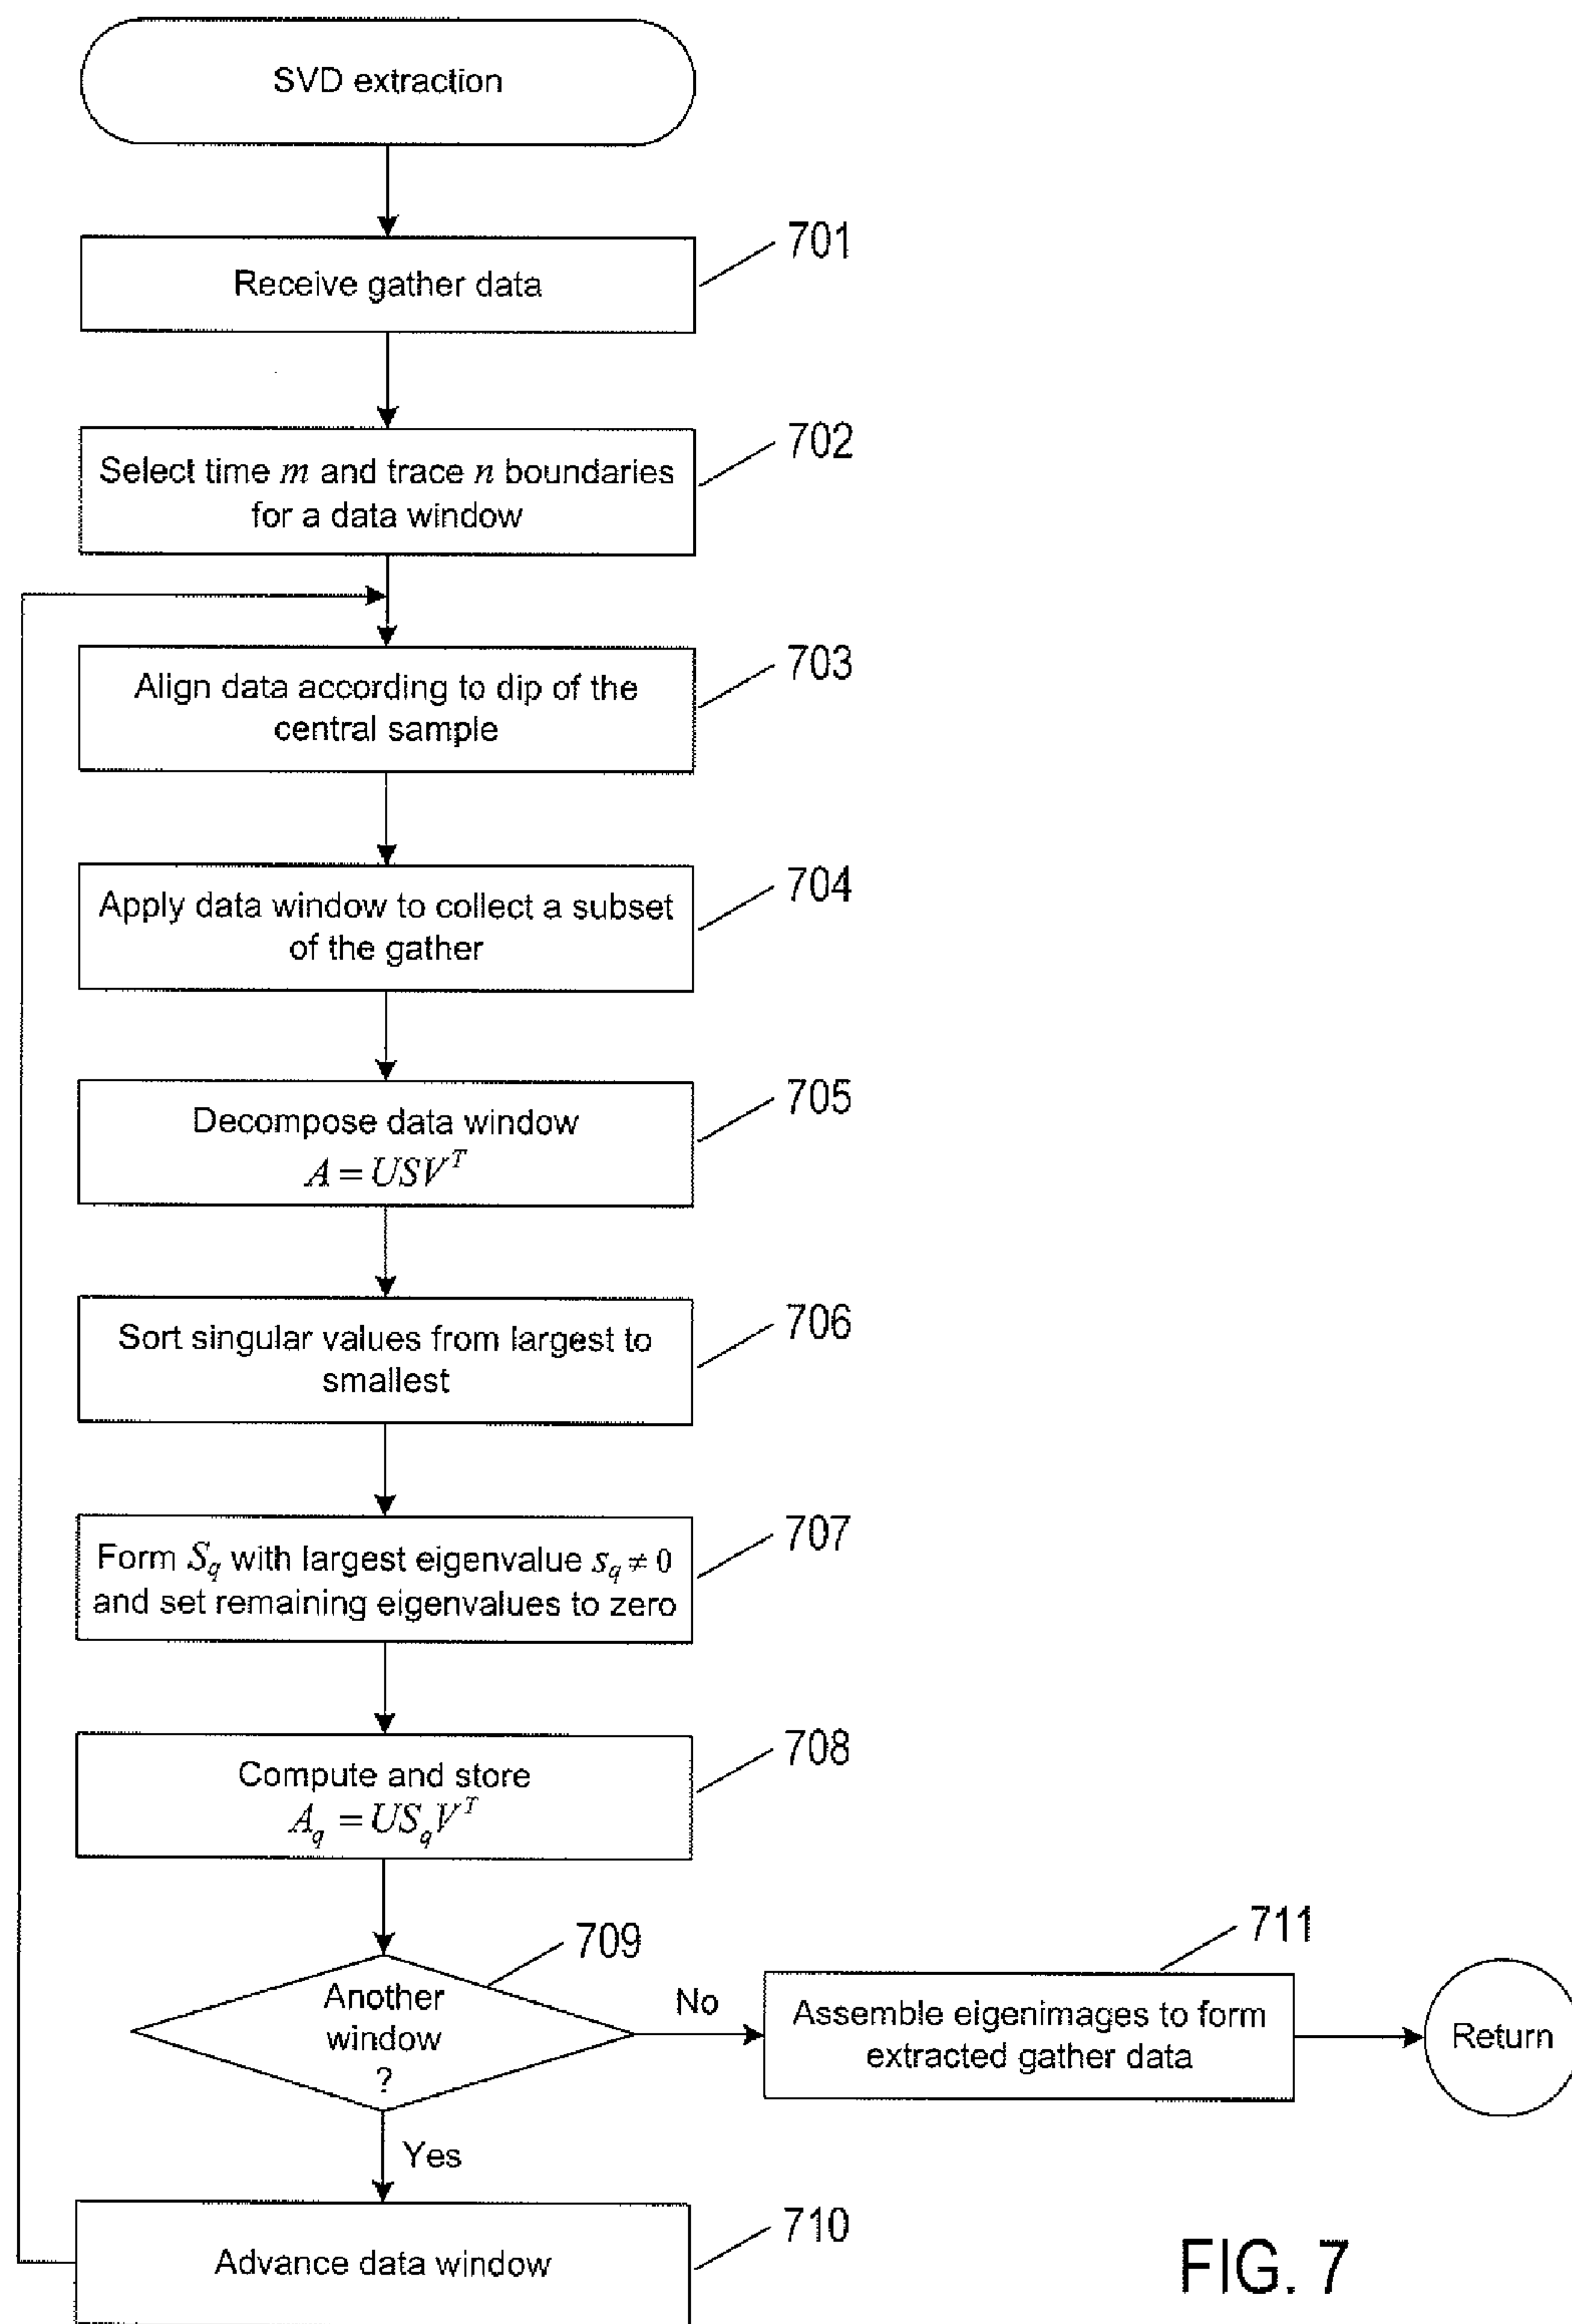 SVD extraction
701
Receive gather data
702
Select time m and trace n boundaries
for a data window
703
Align data according to dip of the
central sample
704
Apply data window to collect a subset
of the gather
705
Decompose data window
A = USV^T
706
Sort singular values from largest to
smallest
707
Form S_q with largest eigenvalue s_q ≠ 0
and set remaining eigenvalues to zero
708
Compute and store
A_q = US_qV^T
709
Another
window
?
No
711
Assemble eigenimages to form
extracted gather data
Return
Yes
710
Advance data window
FIG. 7